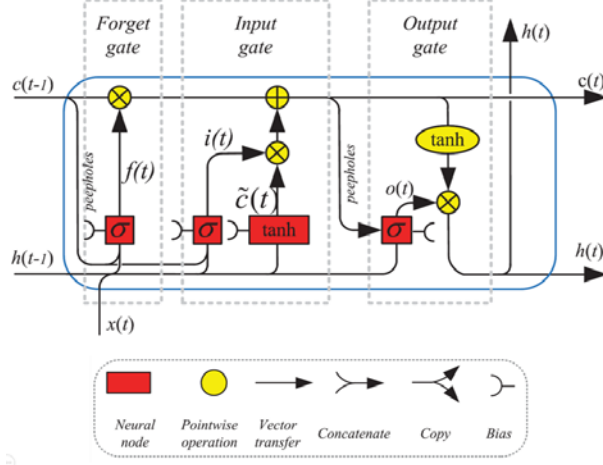 Forget
gate
Input
gate
Output
gate
h(t)
c(t-1)
c(t)
peepholes
f(t)
i(t)
c̃(t)
peepholes
o(t)
tanh
σ
σ
tanh
σ
h(t-1)
h(t)
x(t)
Neural
node
Pointwise
operation
Vector
transfer
Concatenate
Copy
Bias